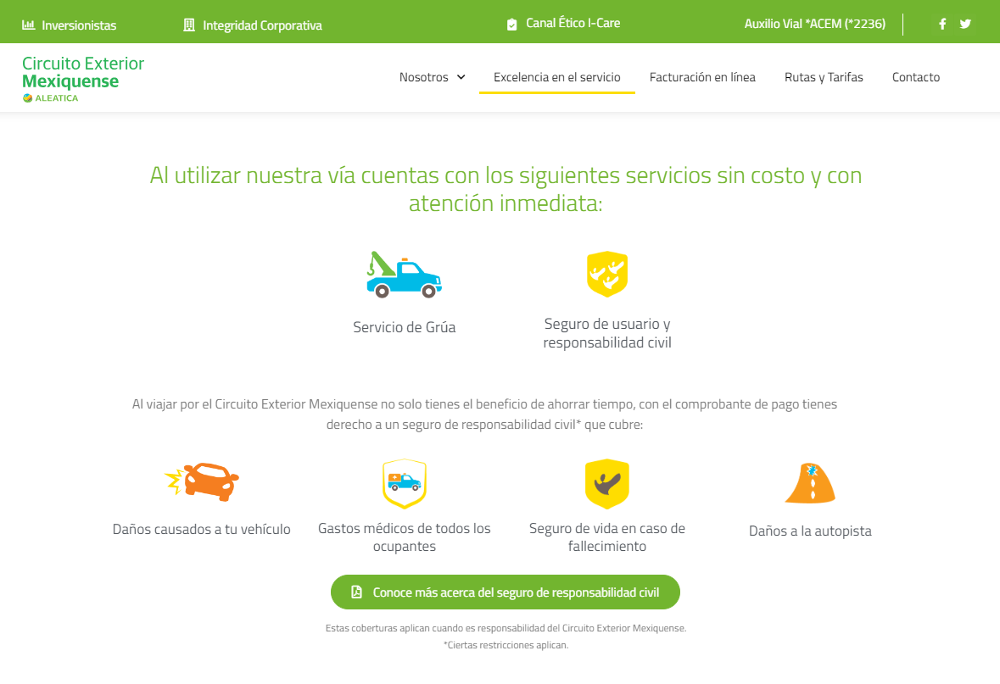 Inversionistas
Integridad Corporativa
Canal Ético I-Care
Auxilio Vial *ACEM (*2236)
Circuito Exterior
Mexiquense
ALEATICA
Nosotros
Excelencia en el servicio
Facturación en línea
Rutas y Tarifas
Contacto
Al utilizar nuestra vía cuentas con los siguientes servicios sin costo y con
atención inmediata:
Servicio de Grúa
Seguro de usuario y
responsabilidad civil
Al viajar por el Circuito Exterior Mexiquense no solo tienes el beneficio de ahorrar tiempo, con el comprobante de pago tienes
derecho a un seguro de responsabilidad civil* que cubre:
Daños causados a tu vehículo
Gastos médicos de todos los
ocupantes
Seguro de vida en caso de
fallecimiento
Daños a la autopista
Conoce más acerca del seguro de responsabilidad civil
Estas coberturas aplican cuando es responsabilidad del Circuito Exterior Mexiquense.
*Ciertas restricciones aplican.